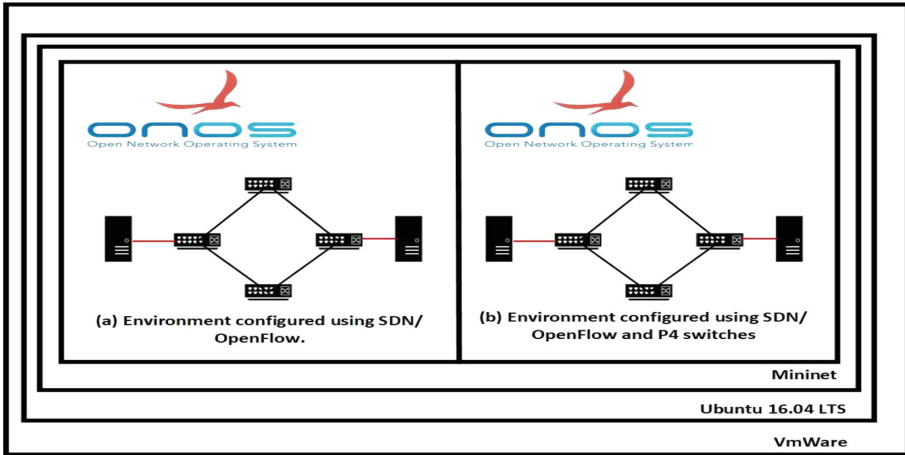 onos
Open Network Operating System
(a) Environment configured using SDN/
OpenFlow.
onos
Open Network Operating System
(b) Environment configured using SDN/
OpenFlow and P4 switches
Mininet
Ubuntu 16.04 LTS
VmWare